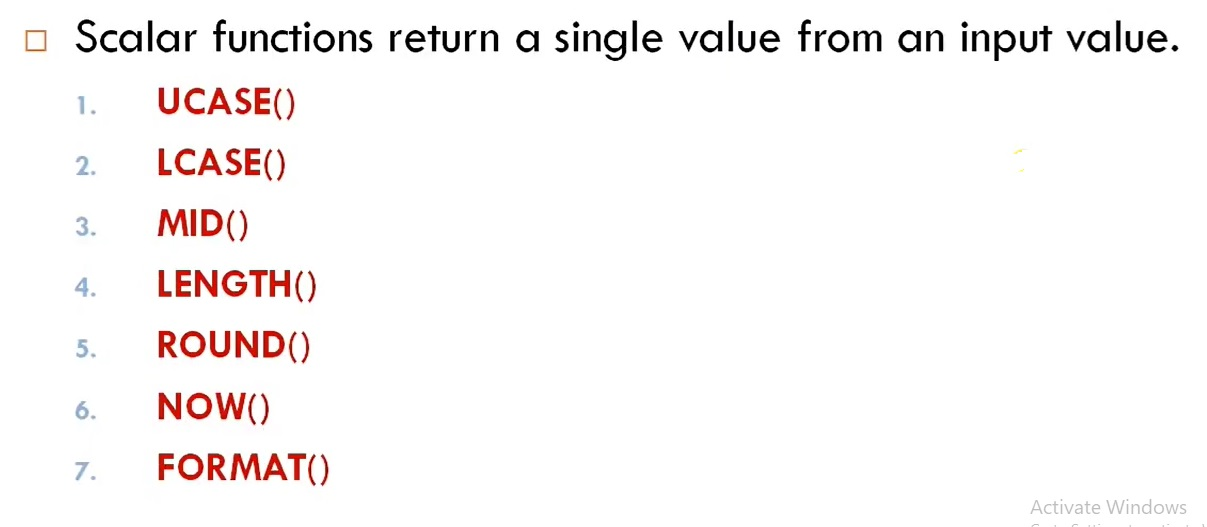 Scalar functions return a single value from an input value.
1. UCASE()
2. LCASE()
3. MID()
4. LENGTH()
5. ROUND()
6. NOW()
7. FORMAT()
Activate Windows